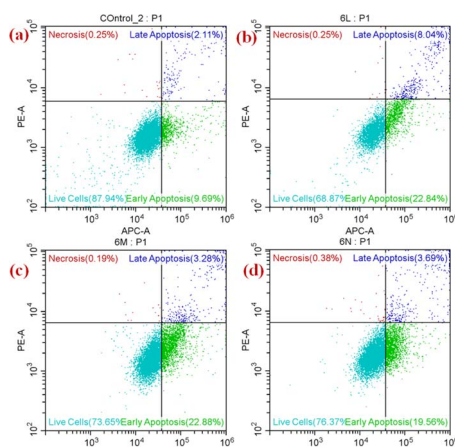 (a)
COntrol_2 : P1
Necrosis(0.25%) Late Apoptosis(2.11%)
10^5
10^4
10^3
10^2
PE-A
Live Cells(87.94%) Early Apoptosis(9.69%)
10^3 10^4 10^5 10^6
APC-A
(b)
6L : P1
Necrosis(0.25%) Late Apoptosis(8.04%)
10^5
10^4
10^3
10^2
PE-A
Live Cells(68.87%) Early Apoptosis(22.84%)
10^3 10^4 10^5 10^6
APC-A
(c)
6M : P1
Necrosis(0.19%) Late Apoptosis(3.28%)
10^5
10^4
10^3
10^2
PE-A
Live Cells(73.65%) Early Apoptosis(22.88%)
10^3 10^4 10^5 10^6
(d)
6N : P1
Necrosis(0.38%) Late Apoptosis(3.69%)
10^5
10^4
10^3
10^2
PE-A
Live Cells(76.37%) Early Apoptosis(19.56%)
10^3 10^4 10^5 10^6